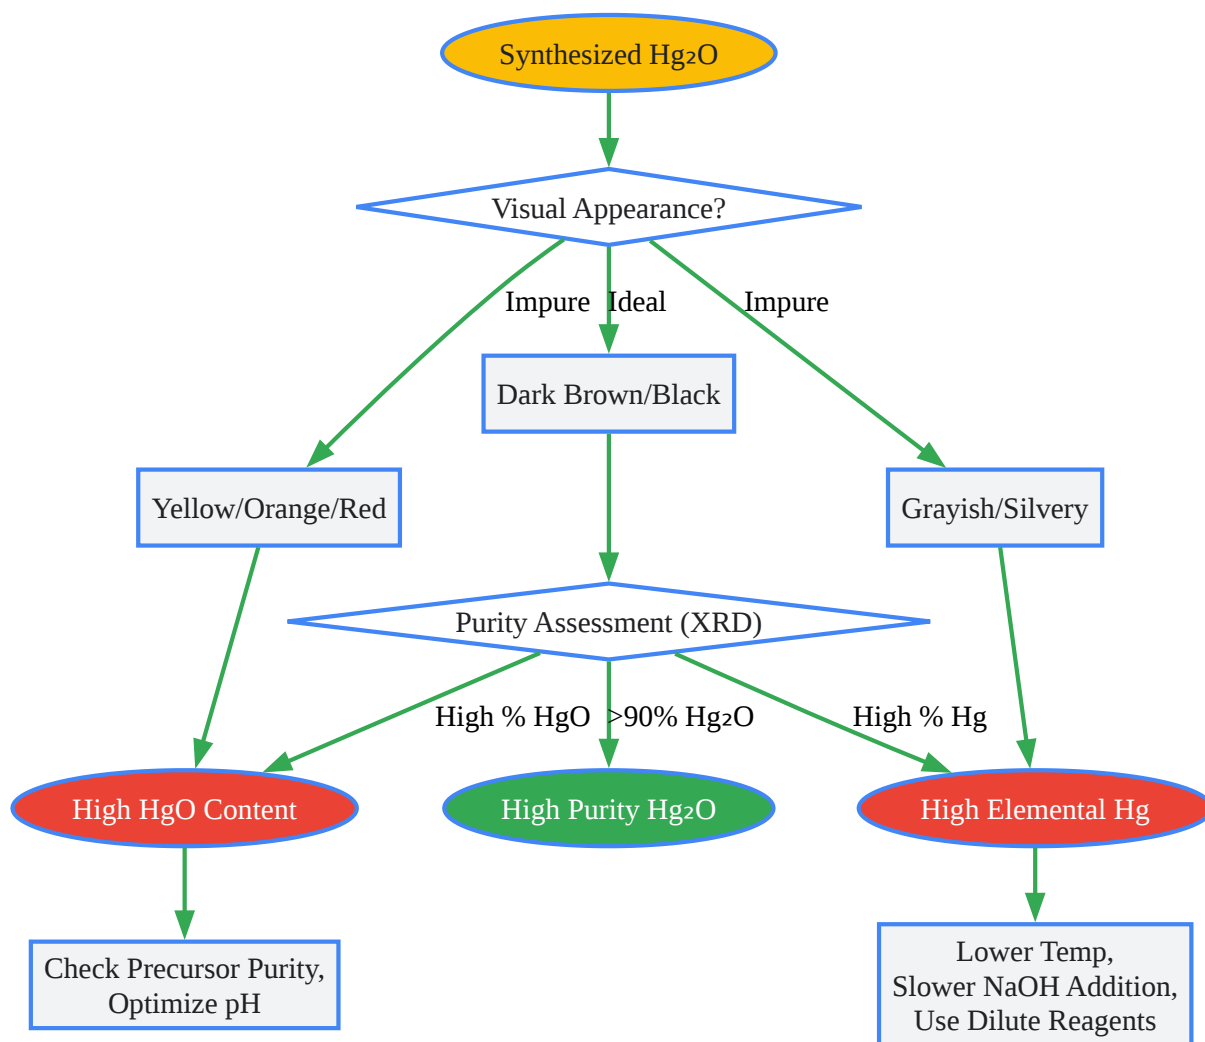 Synthesized Hg₂O
Visual Appearance?
Impure
Ideal
Impure
Dark Brown/Black
Yellow/Orange/Red
Grayish/Silvery
Purity Assessment (XRD)
High % HgO
>90% Hg₂O
High % Hg
High HgO Content
High Purity Hg₂O
High Elemental Hg
Check Precursor Purity,
Optimize pH
Lower Temp,
Slower NaOH Addition,
Use Dilute Reagents